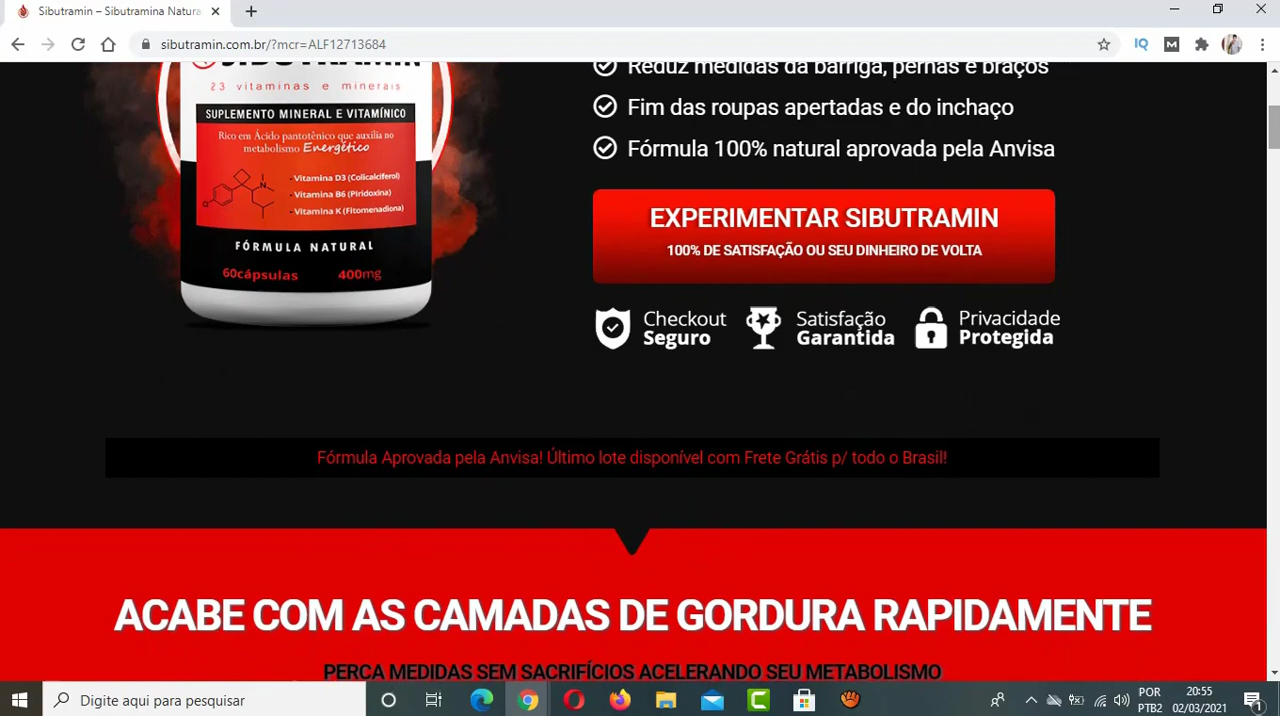 Sibutramin – Sibutramina Natura
sibutramin.com.br/?mcr=ALF12713684
SIBUTRAMIN
23 vitaminas e minerais
SUPLEMENTO MINERAL E VITAMÍNICO
Rico em Ácido pantotênico que auxilia no
metabolismo Energético
- Vitamina D3 (Colicalciferol)
- Vitamina B6 (Piridoxina)
- Vitamina K (Fitomenadiona)
FÓRMULA NATURAL
60cápsulas 400mg
Reduz medidas da barriga, pernas e braços
Fim das roupas apertadas e do inchaço
Fórmula 100% natural aprovada pela Anvisa
EXPERIMENTAR SIBUTRAMIN
100% DE SATISFAÇÃO OU SEU DINHEIRO DE VOLTA
Checkout
Seguro
Satisfação
Garantida
Privacidade
Protegida
Fórmula Aprovada pela Anvisa! Último lote disponível com Frete Grátis p/ todo o Brasil!
ACABE COM AS CAMADAS DE GORDURA RAPIDAMENTE
PERCA MEDIDAS SEM SACRIFÍCIOS ACELERANDO SEU METABOLISMO
Digite aqui para pesquisar
POR
PTB2
20:55
02/03/2021